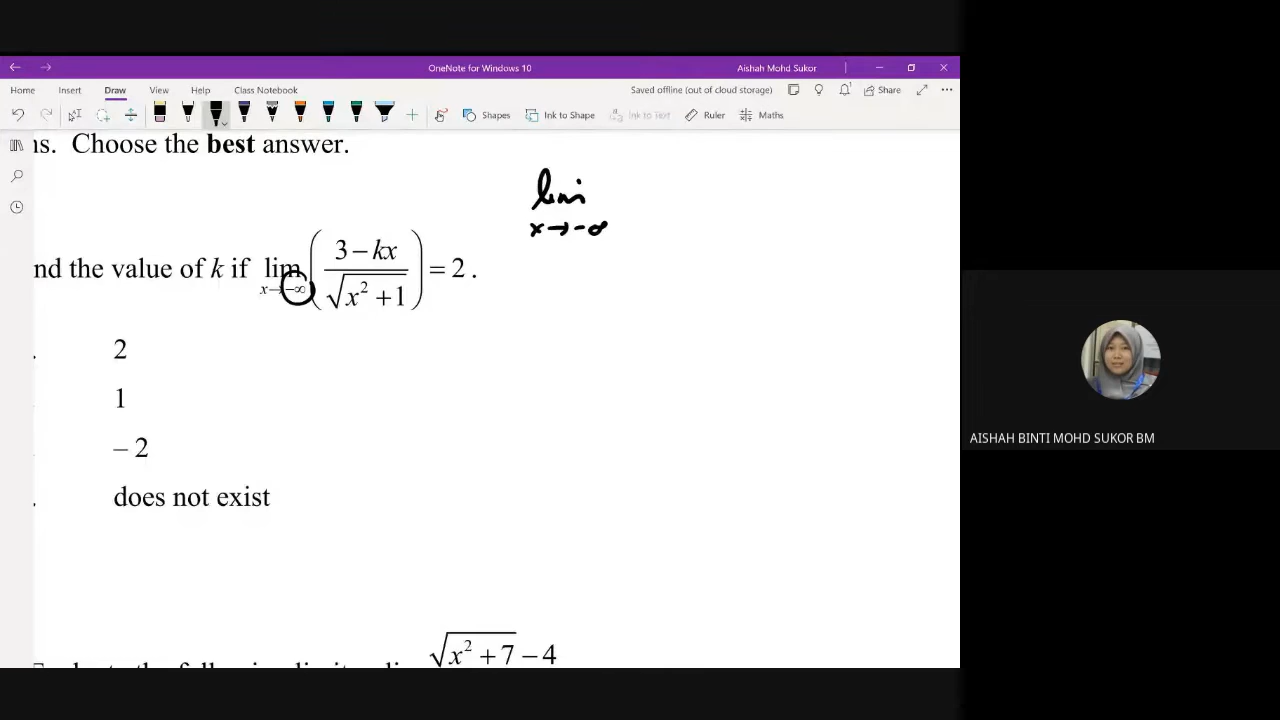 OneNote for Windows 10
Aishah Mohd Sukor
Home Insert Draw View Help Class Notebook
Saved offline (out of cloud storage)
Share
Shapes Ink to Shape Ink to Text Ruler Maths
ns. Choose the best answer.
lim
x→-∞
nd the value of k if lim x→−∞ ( (3 − kx) / √(x² + 1) ) = 2 .
. 2
1
– 2
. does not exist
AISHAH BINTI MOHD SUKOR BM
√(x² + 7) − 4